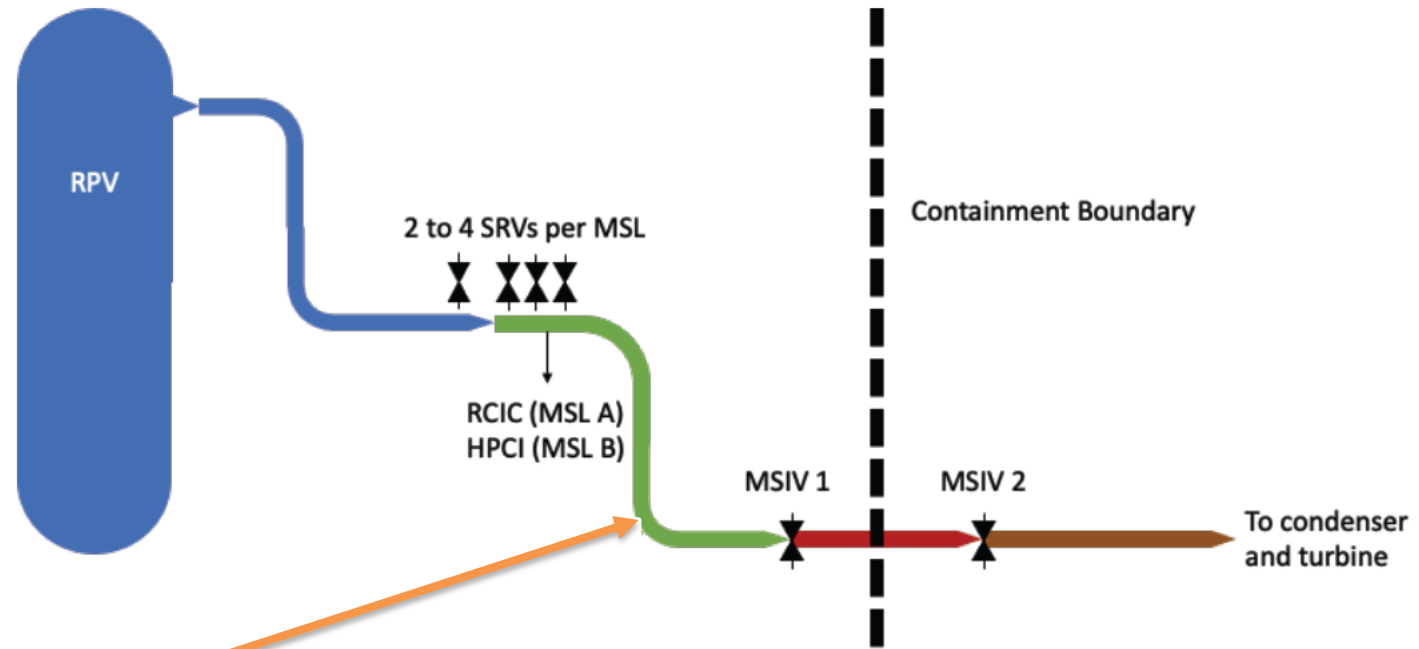 RPV
2 to 4 SRVs per MSL
Containment Boundary
RCIC (MSL A)
HPCI (MSL B)
MSIV 1
MSIV 2
To condenser
and turbine